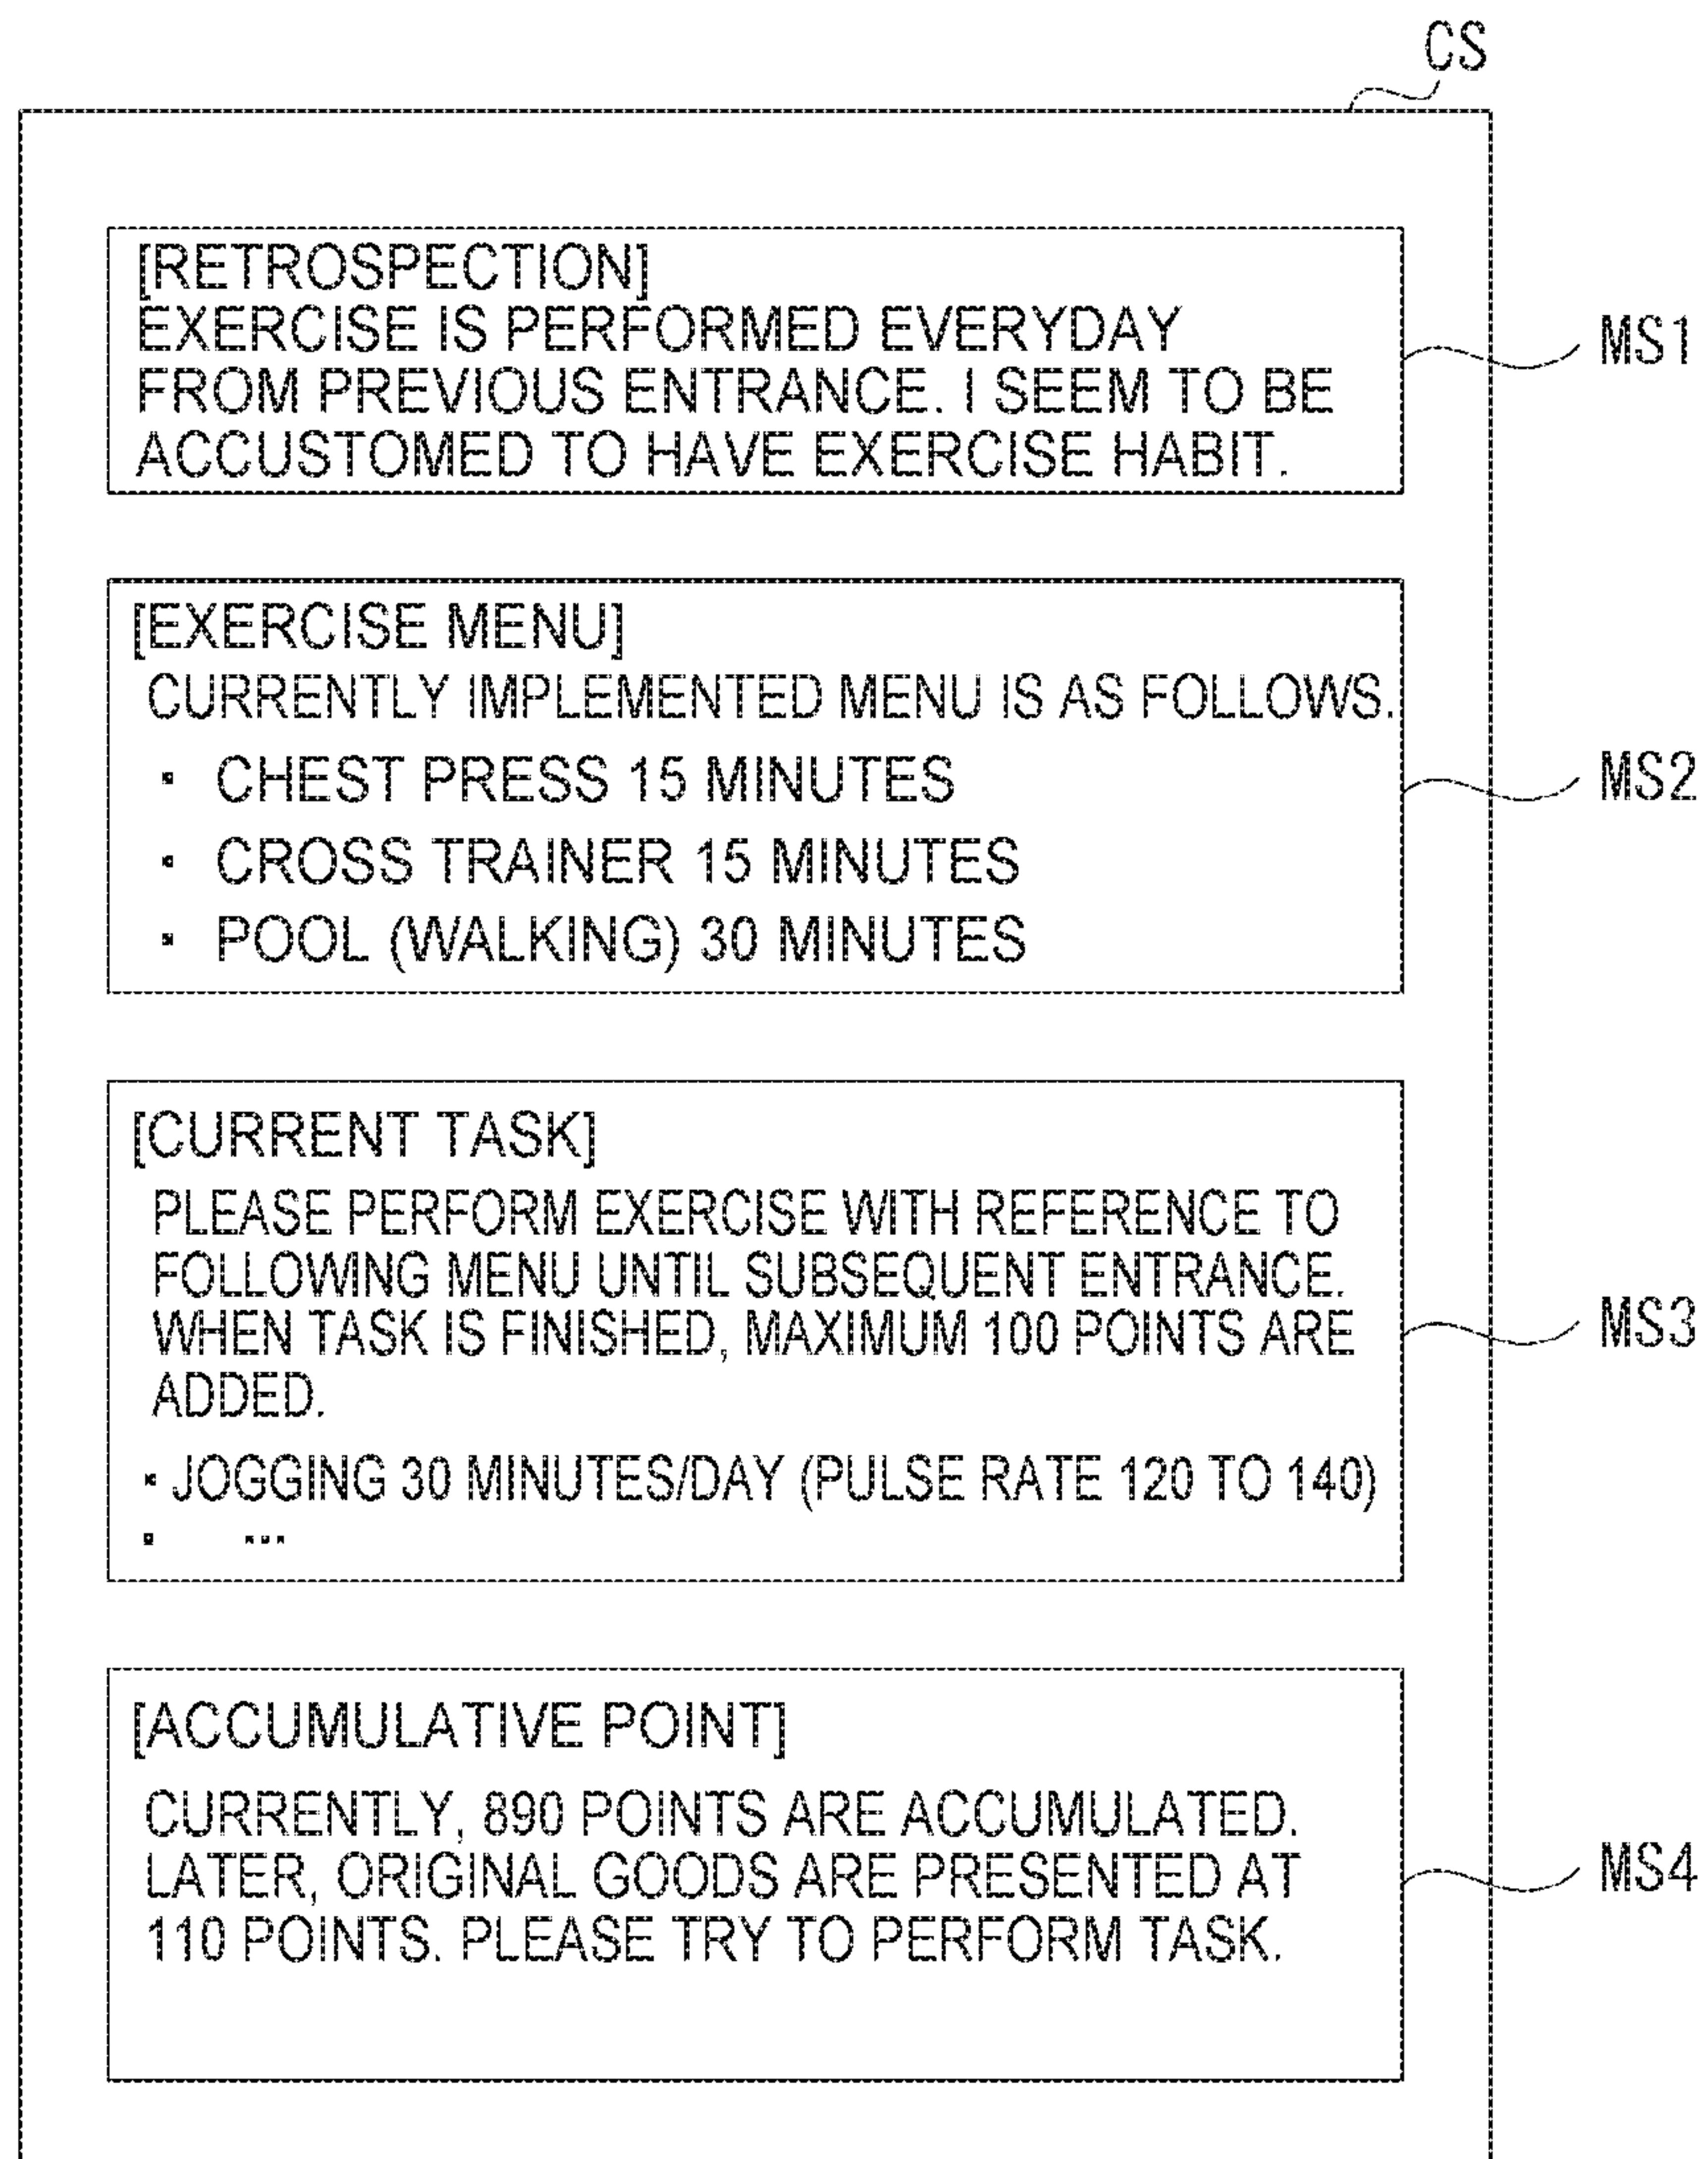 CS
[RETROSPECTION]
EXERCISE IS PERFORMED EVERYDAY
FROM PREVIOUS ENTRANCE. I SEEM TO BE
ACCUSTOMED TO HAVE EXERCISE HABIT.
MS1
[EXERCISE MENU]
CURRENTLY IMPLEMENTED MENU IS AS FOLLOWS.
· CHEST PRESS 15 MINUTES
· CROSS TRAINER 15 MINUTES
· POOL (WALKING) 30 MINUTES
MS2
[CURRENT TASK]
PLEASE PERFORM EXERCISE WITH REFERENCE TO
FOLLOWING MENU UNTIL SUBSEQUENT ENTRANCE.
WHEN TASK IS FINISHED, MAXIMUM 100 POINTS ARE
ADDED.
· JOGGING 30 MINUTES/DAY (PULSE RATE 120 TO 140)
· ...
MS3
[ACCUMULATIVE POINT]
CURRENTLY, 890 POINTS ARE ACCUMULATED.
LATER, ORIGINAL GOODS ARE PRESENTED AT
110 POINTS. PLEASE TRY TO PERFORM TASK.
MS4